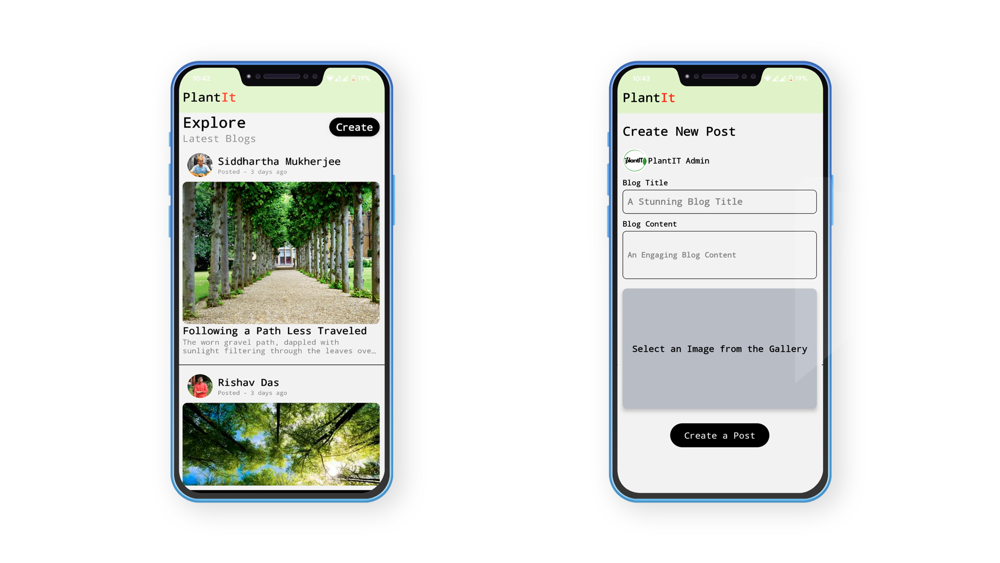 10:42
19%
PlantIt
Explore
Create
Latest Blogs
Siddhartha Mukherjee
Posted - 3 days ago
Following a Path Less Traveled
The worn gravel path, dappled with
sunlight filtering through the leaves ove…
Rishav Das
Posted - 3 days ago
10:43
19%
PlantIt
Create New Post
plantIT
PlantIT Admin
Blog Title
A Stunning Blog Title
Blog Content
An Engaging Blog Content
Select an Image from the Gallery
Create a Post